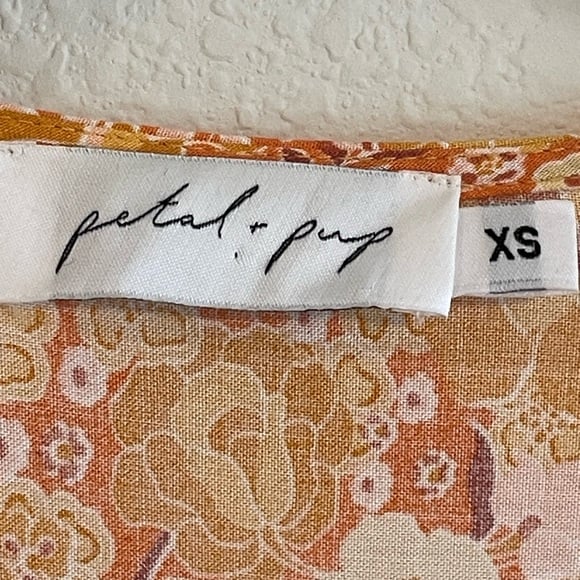 petal + pup
XS